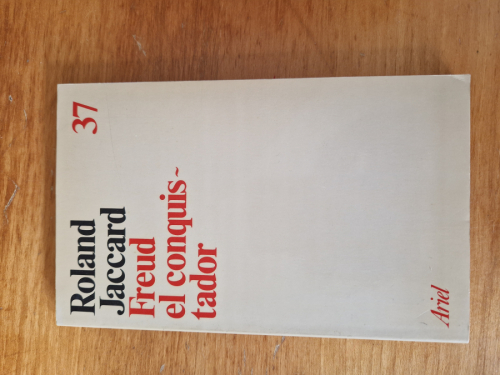 37
Roland
Jaccard
Freud
el conquis~
tador
Ariel